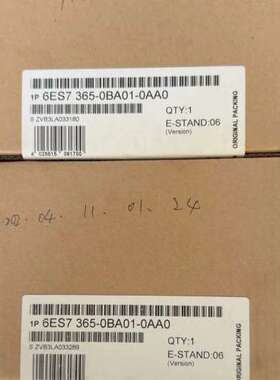 1P 6ES7 365-0BA01-0AA0
S ZVB3LA033180
QTY:1
E-STAND:06
(Version)
ORIGINAL PACKING
04. 11. 01. 24
1P 6ES7 365-0BA01-0AA0
S ZVB3LA033289
QTY:1
E-STAND:06
(Version)
ORIGINAL PACKING